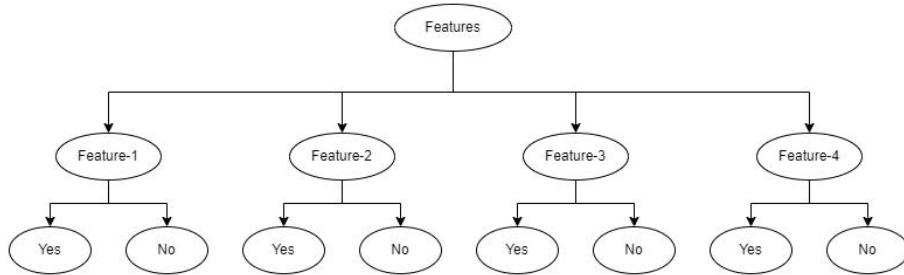 Features
Feature-1
Feature-2
Feature-3
Feature-4
Yes
No
Yes
No
Yes
No
Yes
No